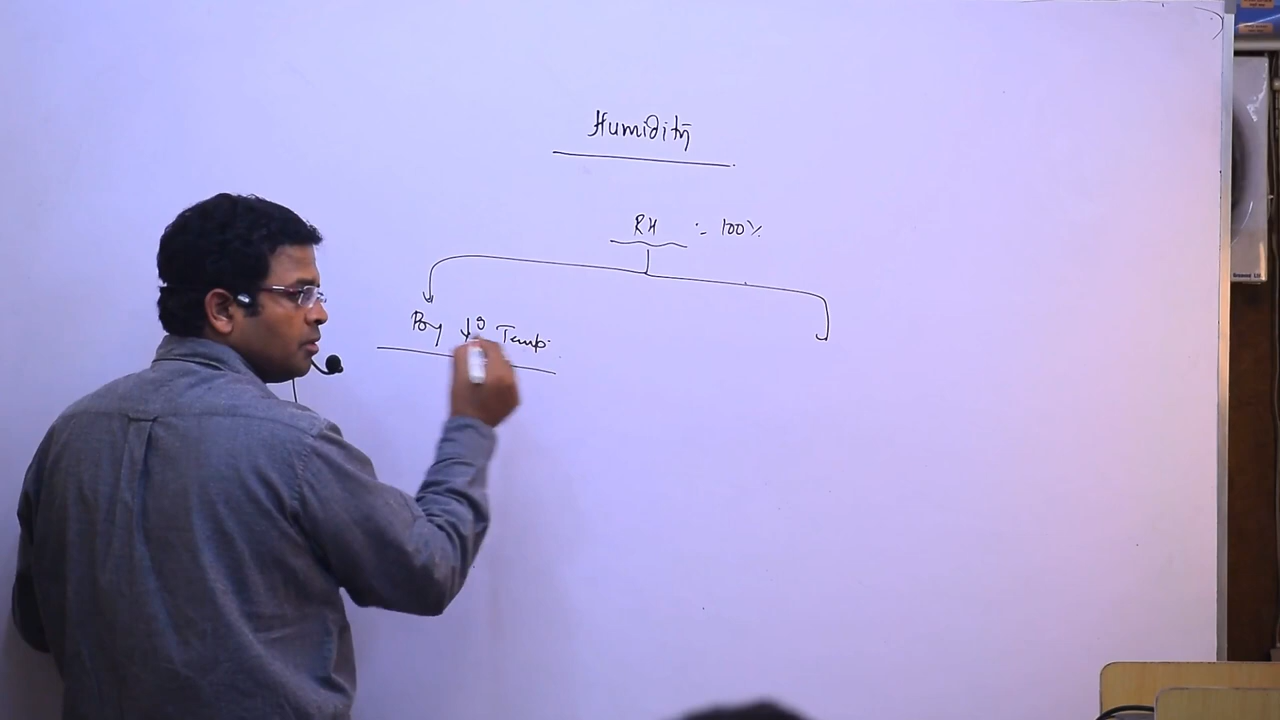 Humidity
RH := 100%
By ↓g Temp.